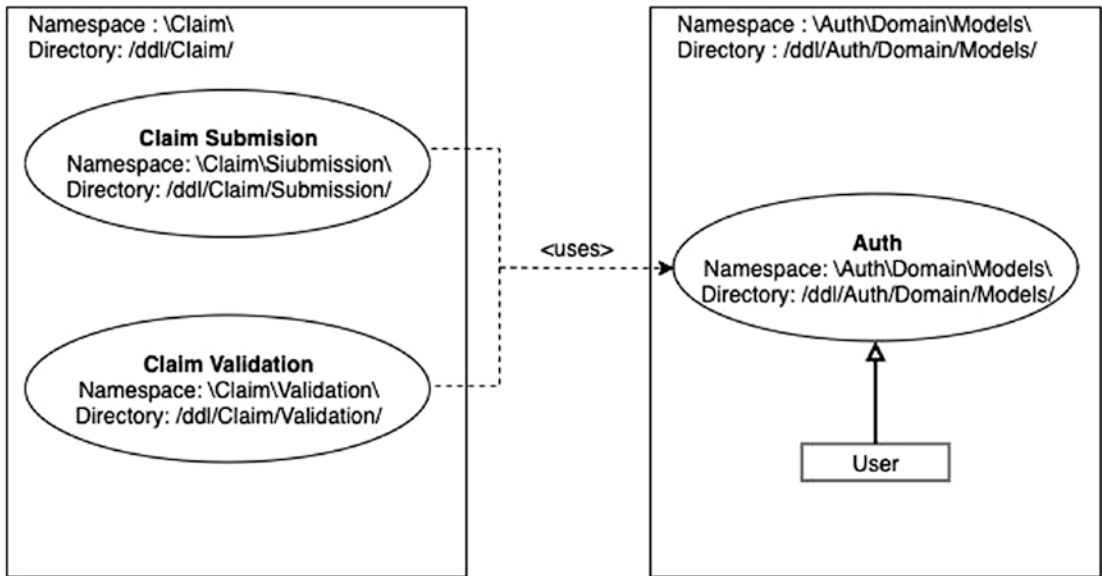 Namespace : \Claim\
Directory: /ddl/Claim/
Claim Submision
Namespace: \Claim\Siubmission\
Directory: /ddl/Claim/Submission/
Claim Validation
Namespace: \Claim\Validation\
Directory: /ddl/Claim/Validation/
<uses>
Namespace : \Auth\Domain\Models\
Directory : /ddl/Auth/Domain/Models/
Auth
Namespace: \Auth\Domain\Models\
Directory: /ddl/Auth/Domain/Models/
User